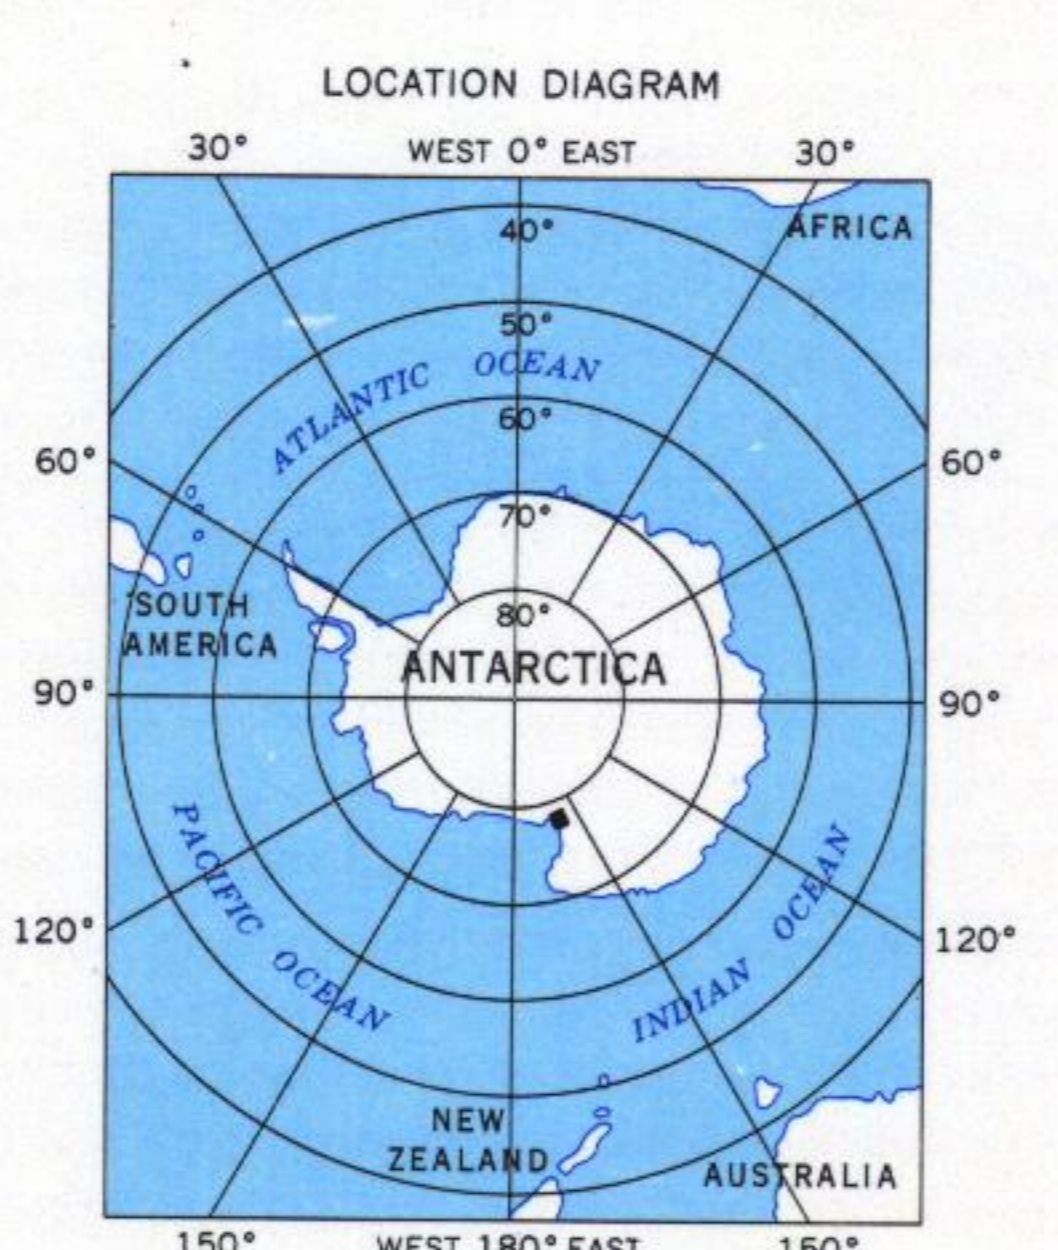 LOCATION DIAGRAM
30° WEST 0° EAST 30°
AFRICA
40°
50°
ATLANTIC OCEAN
60°
60° 60°
70°
80°
SOUTH
AMERICA
ANTARCTICA
90° 90°
PACIFIC OCEAN
INDIAN OCEAN
120° 120°
NEW
ZEALAND
AUSTRALIA
150° WEST 180° EAST 150°